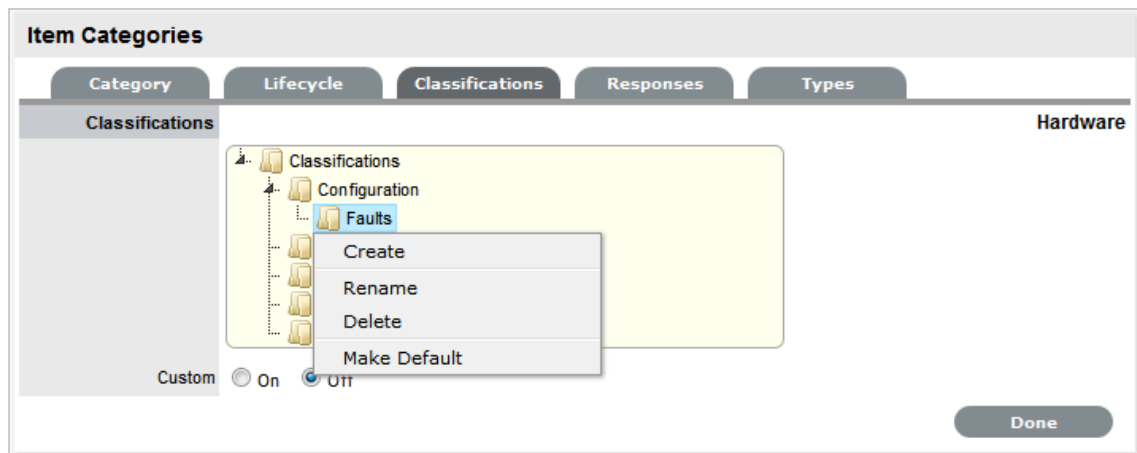 Item Categories
Category Lifecycle Classifications Responses Types
Classifications Hardware
Classifications
Configuration
Faults
Create
Rename
Delete
Make Default
Custom On Off
Done